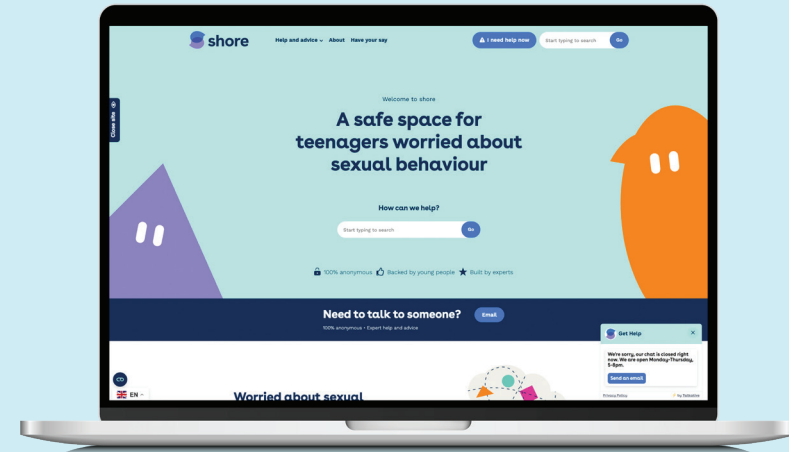 shore
Help and advice About Have your say
I need help now
Start typing to search
Go
Close site
Welcome to shore
A safe space for
teenagers worried about
sexual behaviour
How can we help?
Start typing to search
Go
100% anonymous Backed by young people Built by experts
Need to talk to someone?
100% anonymous - Expert help and advice
Email
Get Help
We're sorry, our chat is closed right
now. We are open Monday-Thursday,
5-8pm.
Send an email
Privacy Policy
by
EN
Worried about sexual